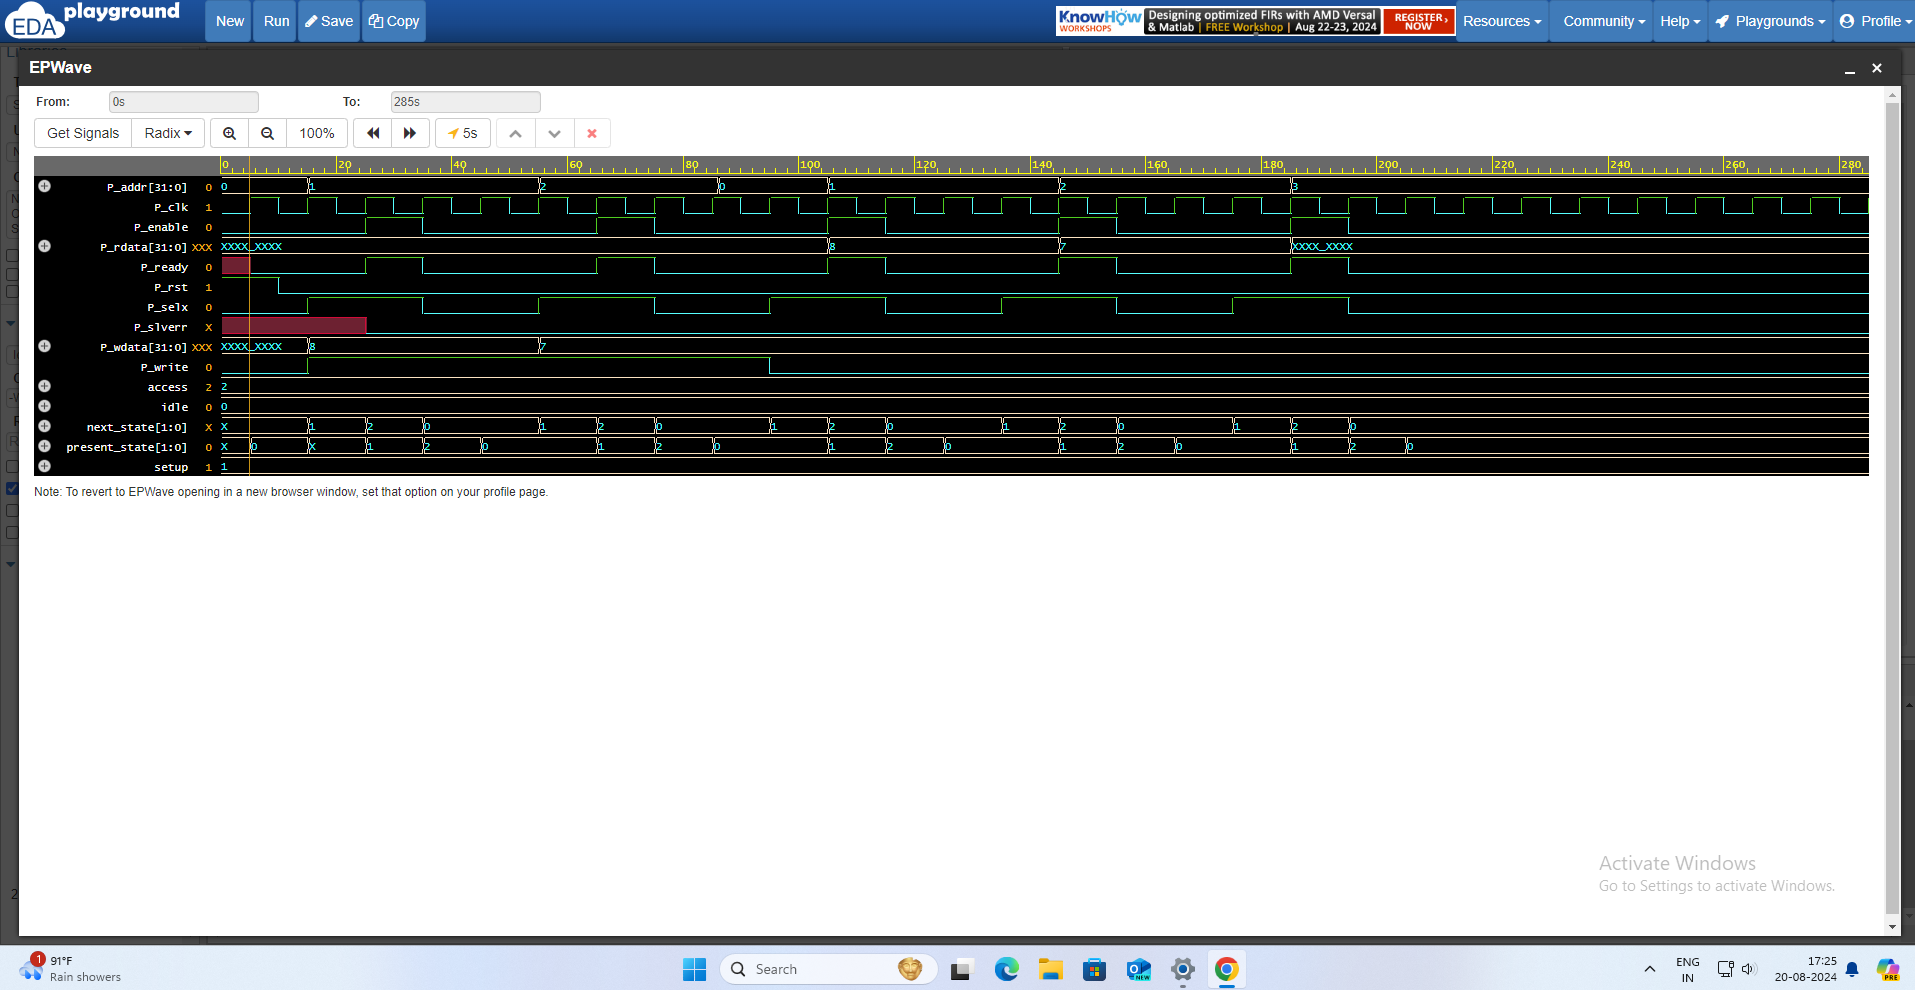 EDA playground
New Run Save Copy
KnowHow WORKSHOPS
Designing optimized FIRs with AMD Versal
& Matlab | FREE Workshop | Aug 22-23, 2024
REGISTER NOW
Resources Community Help Playgrounds Profile
EPWave
From: 0s To: 285s
Get Signals Radix 100% 5s
0 20 40 60 80 100 120 140 160 180 200 220 240 260 280
P_addr[31:0] 0 0 1 2 0 1 2 3
P_clk 1
P_enable 0
P_rdata[31:0] XXX XXXX_XXXX 8 7 XXXX_XXXX
P_ready 0
P_rst 1
P_selx 0
P_slverr X
P_wdata[31:0] XXX XXXX_XXXX 8 7
P_write 0
access 2 2
idle 0 0
next_state[1:0] X X 1 2 0 1 2 0 1 2 0 1 2 0 1 2 0
present_state[1:0] 0 X 0 X 1 2 0 1 2 0 1 2 0 1 2 0 1 2 0
setup 1 1
Note: To revert to EPWave opening in a new browser window, set that option on your profile page.
Activate Windows
Go to Settings to activate Windows.
1
91°F
Rain showers
Search
NEW
ENG
IN
17:25
20-08-2024
PRE